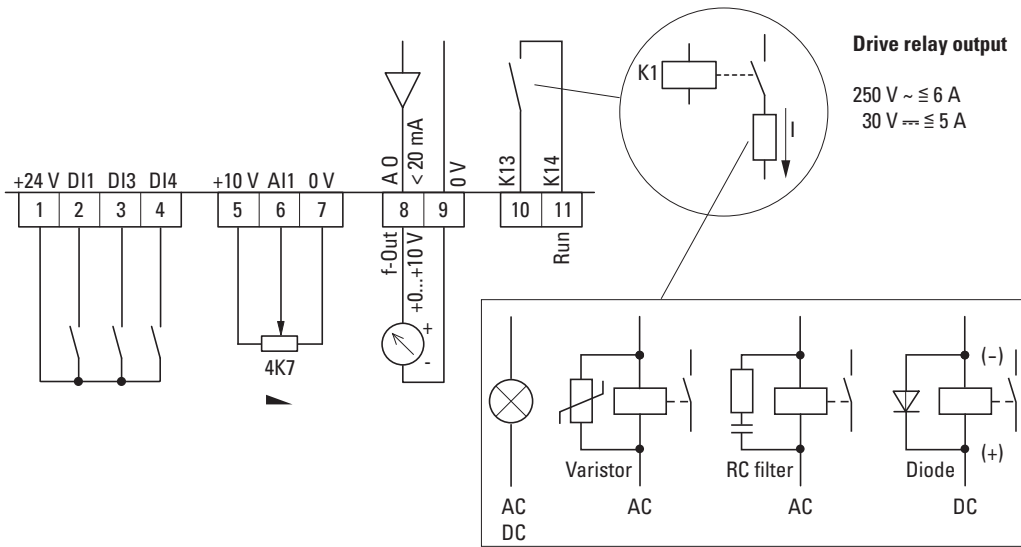 Drive relay output
250 V ~ ≦ 6 A
30 V ⎓ ≦ 5 A
K1
I
A O
< 20 mA
0 V
K13
K14
+24 V DI1 DI3 DI4
+10 V AI1 0 V
1 2 3 4
5 6 7
8 9
10 11
f-Out
+0...+10 V
Run
+
-
4K7
(–)
(+)
Varistor
RC filter
Diode
AC
DC
AC
AC
DC